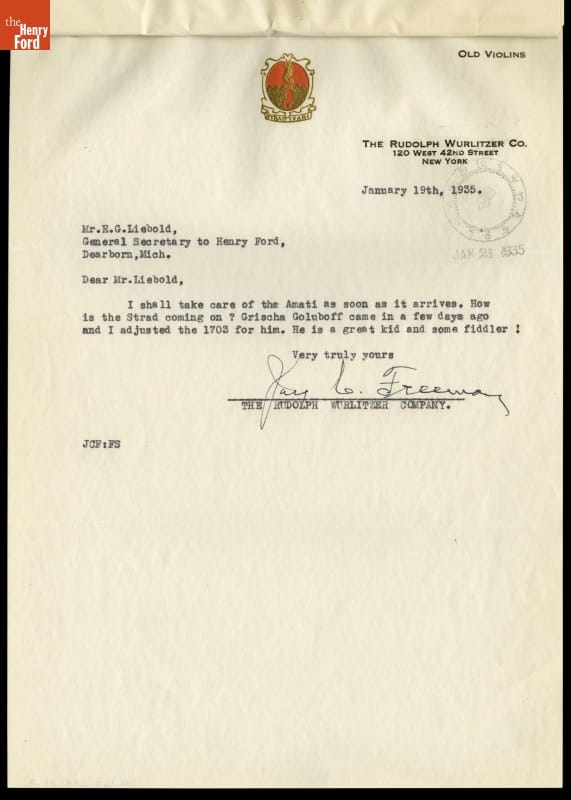 the
Henry
Ford
OLD VIOLINS
THE RUDOLPH WURLITZER CO.
120 WEST 42ND STREET
NEW YORK
January 19th, 1935.
Mr.E.G.Liebold,
General Secretary to Henry Ford,
Dearborn,Mich.
Dear Mr.Liebold,
I shall take care of the Amati as soon as it arrives. How
is the Strad coming on ? Grischa Goluboff came in a few days ago
and I adjusted the 1703 for him. He is a great kid and some fiddler !
Very truly yours
Jay C. Freeman
THE RUDOLPH WURLITZER COMPANY.
JCF:FS